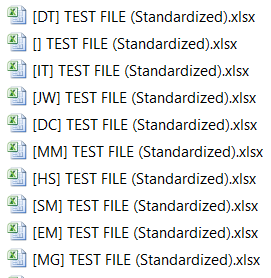 [DT] TEST FILE (Standardized).xlsx
[] TEST FILE (Standardized).xlsx
[IT] TEST FILE (Standardized).xlsx
[JW] TEST FILE (Standardized).xlsx
[DC] TEST FILE (Standardized).xlsx
[MM] TEST FILE (Standardized).xlsx
[HS] TEST FILE (Standardized).xlsx
[SM] TEST FILE (Standardized).xlsx
[EM] TEST FILE (Standardized).xlsx
[MG] TEST FILE (Standardized).xlsx